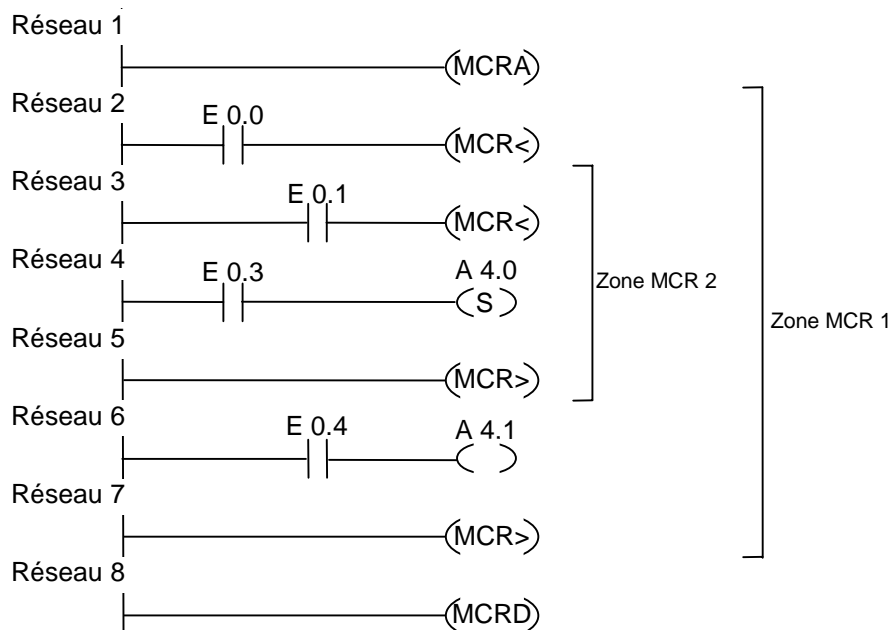 Réseau 1
(MCRA)
Réseau 2
E 0.0
(MCR<)
Réseau 3
E 0.1
(MCR<)
Réseau 4
E 0.3
A 4.0
(S)
Zone MCR 2
Réseau 5
(MCR>)
Zone MCR 1
Réseau 6
E 0.4
A 4.1
( )
Réseau 7
(MCR>)
Réseau 8
(MCRD)